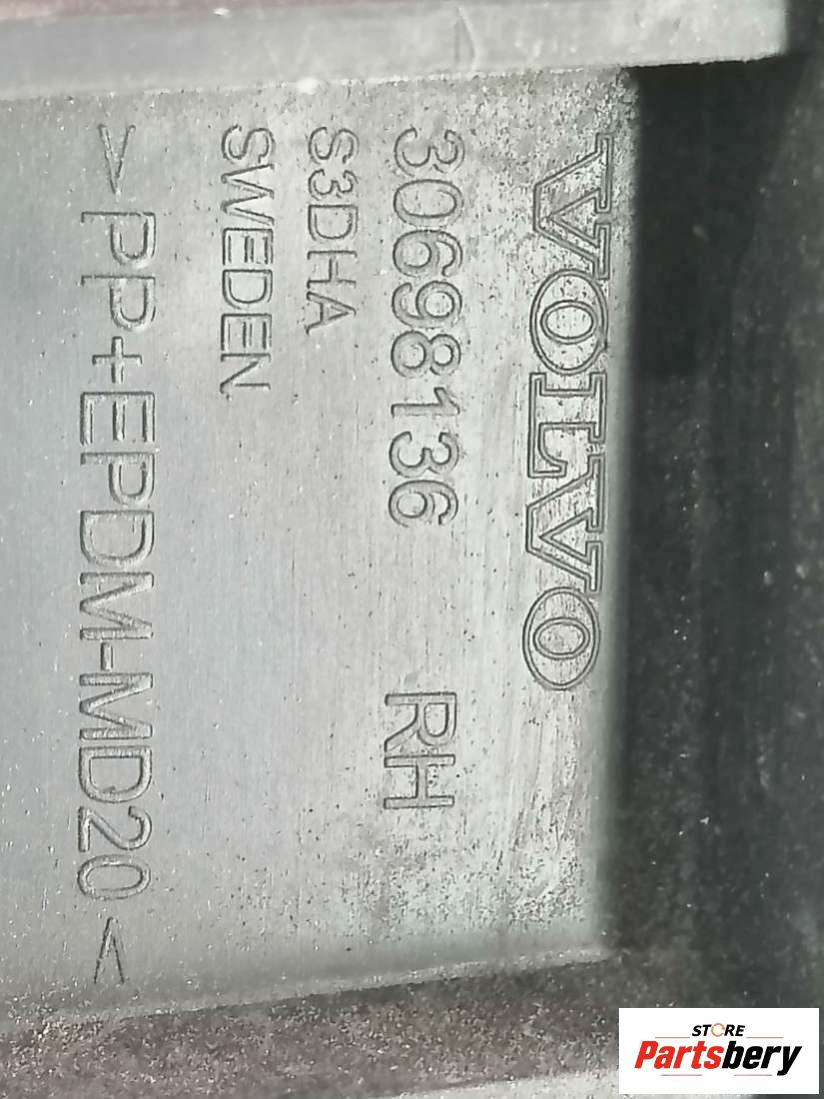 VOLVO
30698136 RH
S3DHA
SWEDEN
>PP+EPDM-MD20<
STORE
Partsbery